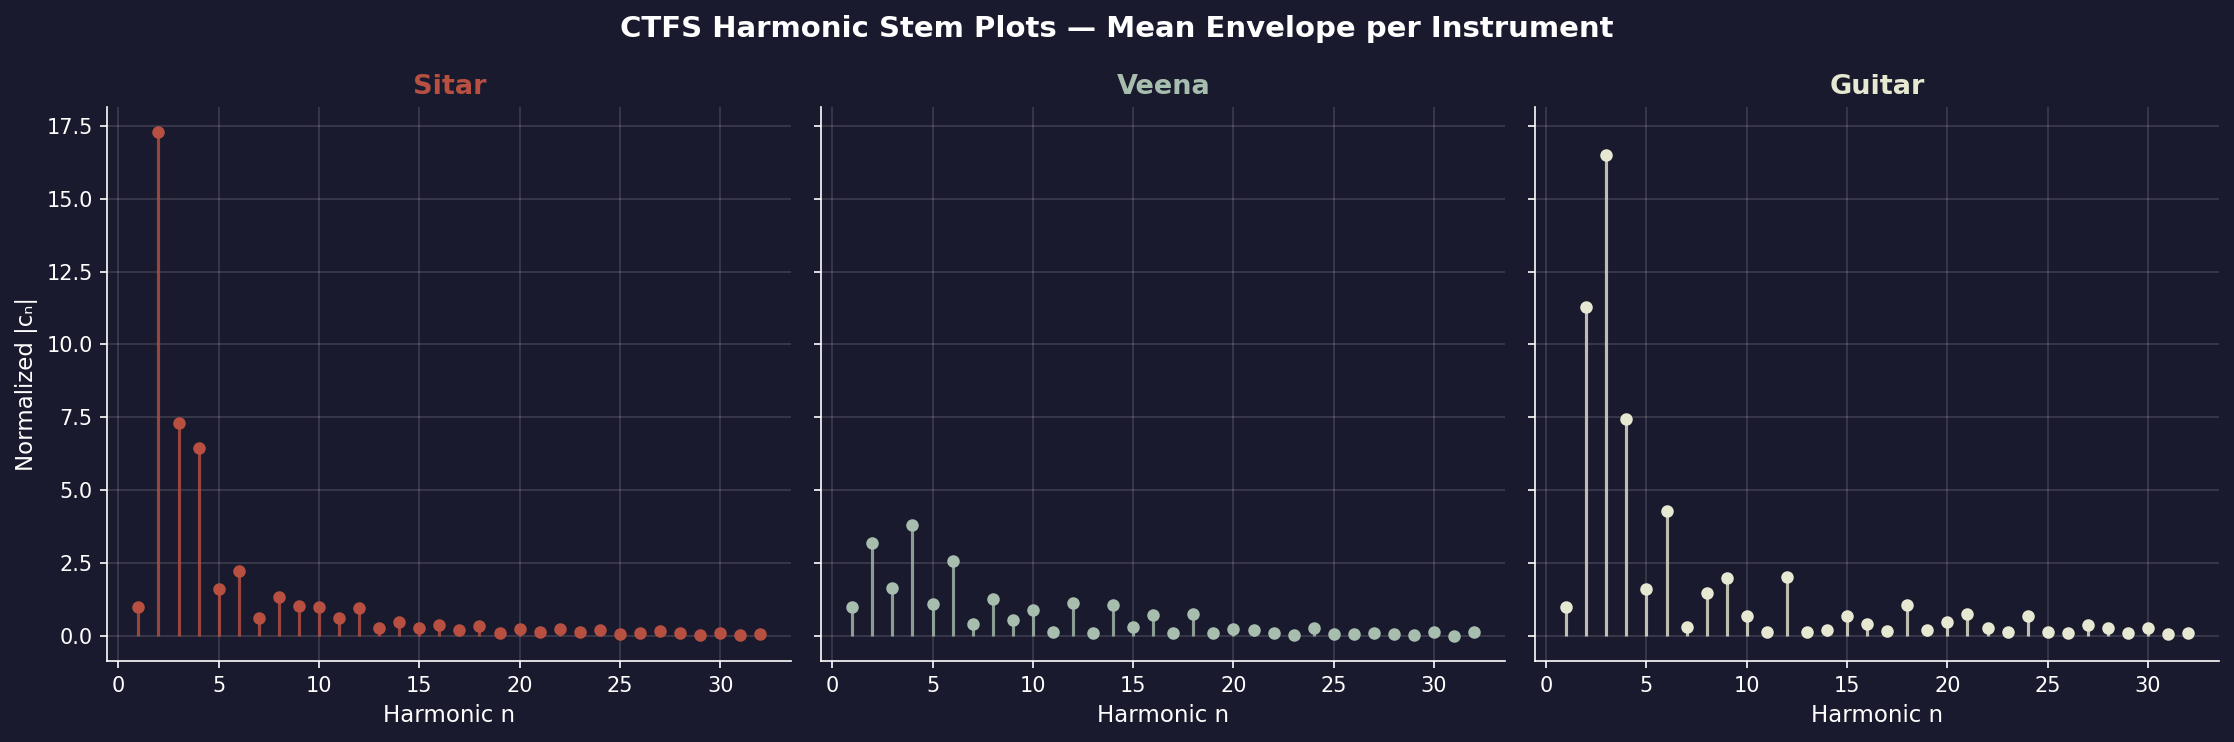 CTFS Harmonic Stem Plots — Mean Envelope per Instrument
Sitar
Veena
Guitar
Normalized |cₙ|
17.5
15.0
12.5
10.0
7.5
5.0
2.5
0.0
0 5 10 15 20 25 30
0 5 10 15 20 25 30
0 5 10 15 20 25 30
Harmonic n
Harmonic n
Harmonic n